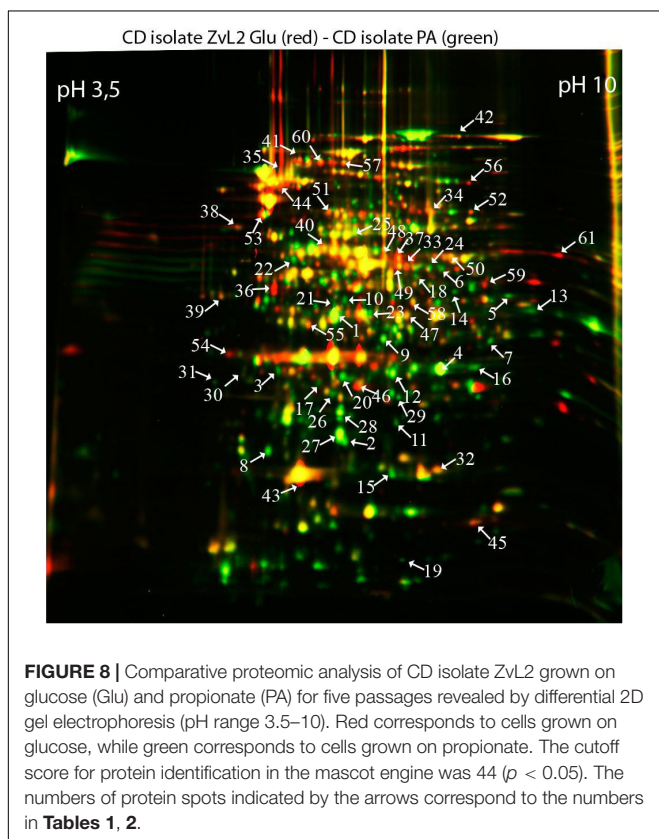 CD isolate ZvL2 Glu (red) - CD isolate PA (green)
pH 3,5 pH 10
42
41 60
35 57 56
44 51 34 52
38 53 25 48 37 33 24 61
40
22 50
36 21 10 49 18 6 59
39 1 23 58 14 5 13
55 47
54 9 4 7
31 30 3 16
17 20 46 12
26 29
28 11
27 2
8 32
43 15
45
19
FIGURE 8 | Comparative proteomic analysis of CD isolate ZvL2 grown on
glucose (Glu) and propionate (PA) for five passages revealed by differential 2D
gel electrophoresis (pH range 3.5–10). Red corresponds to cells grown on
glucose, while green corresponds to cells grown on propionate. The cutoff
score for protein identification in the mascot engine was 44 (p < 0.05). The
numbers of protein spots indicated by the arrows correspond to the numbers
in Tables 1, 2.